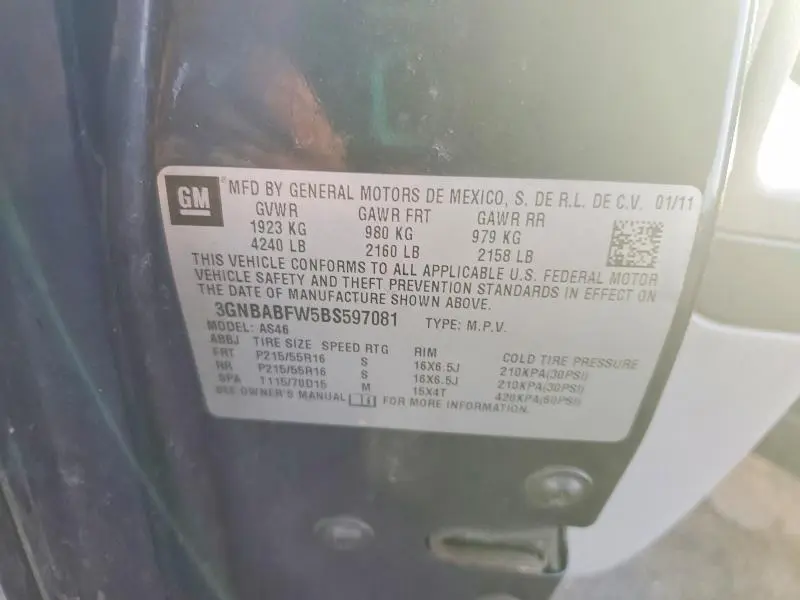 GM MFD BY GENERAL MOTORS DE MEXICO, S. DE R.L. DE C.V. 01/11
GVWR GAWR FRT GAWR RR
1923 KG 980 KG 979 KG
4240 LB 2160 LB 2158 LB
THIS VEHICLE CONFORMS TO ALL APPLICABLE U.S. FEDERAL MOTOR
VEHICLE SAFETY AND THEFT PREVENTION STANDARDS IN EFFECT ON
THE DATE OF MANUFACTURE SHOWN ABOVE.
3GNBABFW5BS597081 TYPE: M.P.V.
MODEL: AS46
ABBJ TIRE SIZE SPEED RTG RIM COLD TIRE PRESSURE
FRT P215/55R16 S 16X6.5J 210KPA(30PSI)
RR P215/55R16 S 16X6.5J 210KPA(30PSI)
SPA T115/70D15 M 15X4T 420KPA(60PSI)
SEE OWNER'S MANUAL FOR MORE INFORMATION.